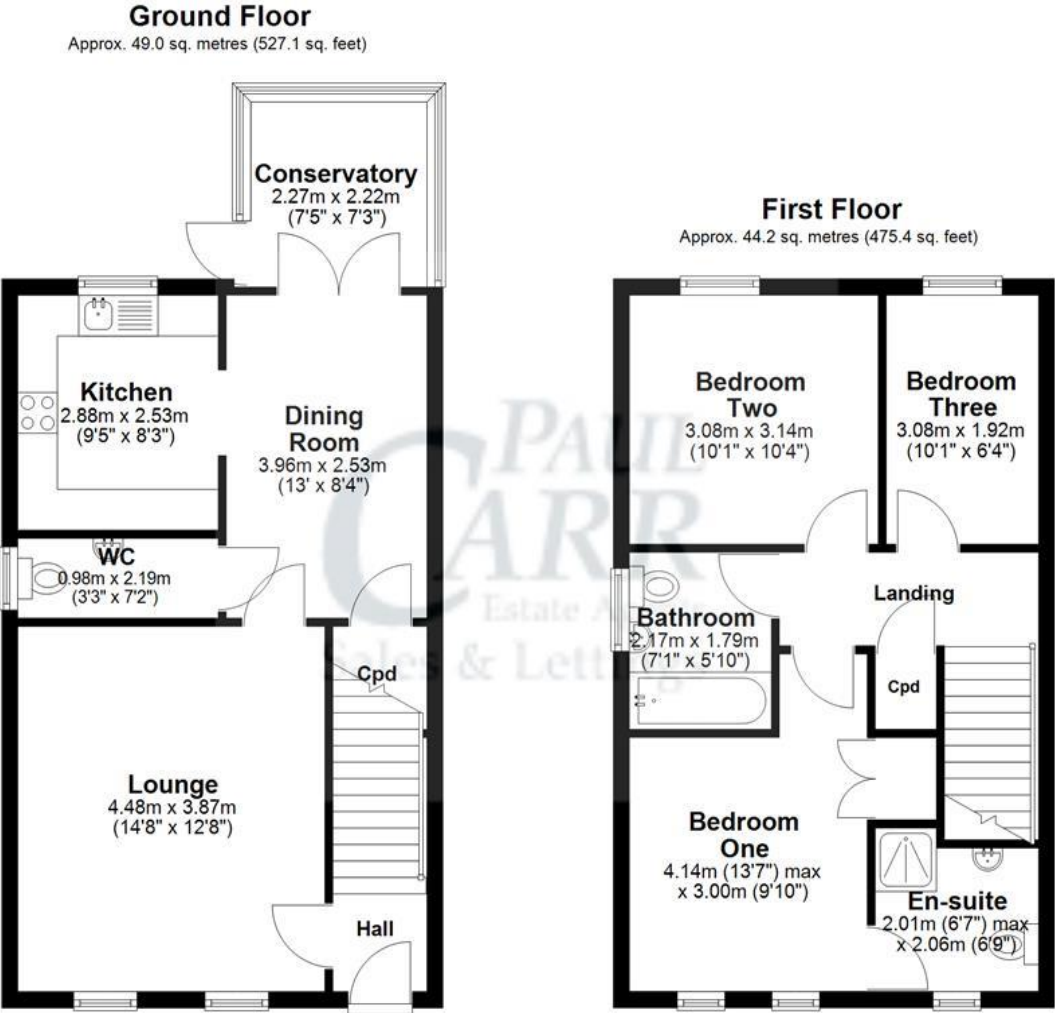 Ground Floor
Approx. 49.0 sq. metres (527.1 sq. feet)
Conservatory
2.27m x 2.22m
(7'5" x 7'3")
Kitchen
2.88m x 2.53m
(9'5" x 8'3")
Dining
Room
3.96m x 2.53m
(13' x 8'4")
WC
0.98m x 2.19m
(3'3" x 7'2")
Cpd
Lounge
4.48m x 3.87m
(14'8" x 12'8")
Hall
First Floor
Approx. 44.2 sq. metres (475.4 sq. feet)
Bedroom
Two
3.08m x 3.14m
(10'1" x 10'4")
Bedroom
Three
3.08m x 1.92m
(10'1" x 6'4")
Landing
Bathroom
2.17m x 1.79m
(7'1" x 5'10")
Cpd
Bedroom
One
4.14m (13'7") max
x 3.00m (9'10")
En-suite
2.01m (6'7") max
x 2.06m (6'9")
PAUL
CARR
Estate
Sales & Lettings